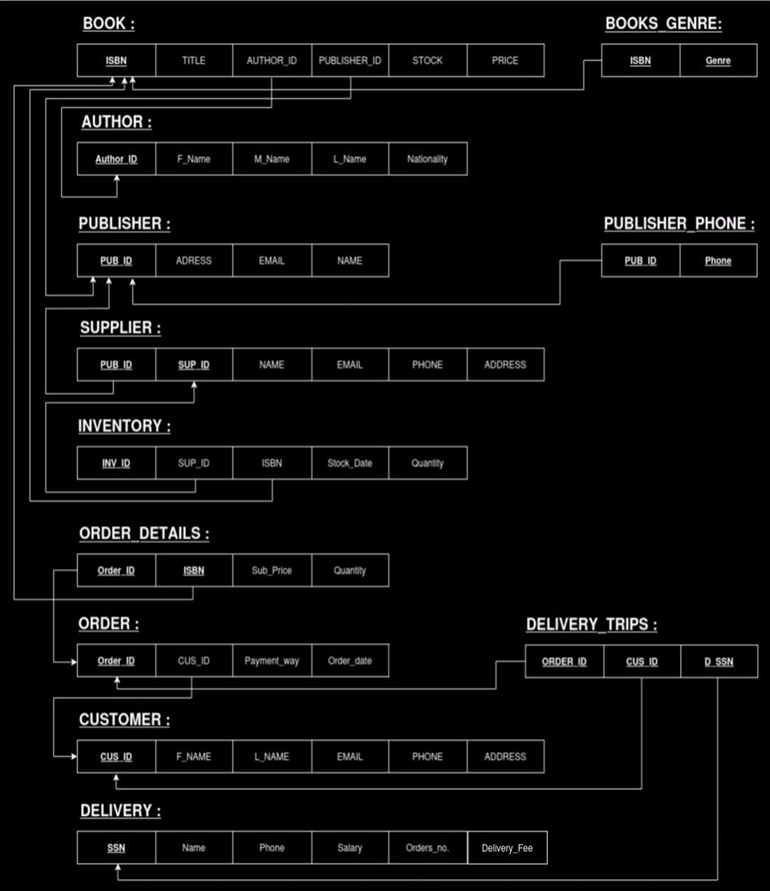 BOOK :
ISBN TITLE AUTHOR_ID PUBLISHER_ID STOCK PRICE
BOOKS_GENRE:
ISBN Genre
AUTHOR :
Author_ID F_Name M_Name L_Name Nationality
PUBLISHER :
PUB_ID ADRESS EMAIL NAME
PUBLISHER_PHONE :
PUB_ID Phone
SUPPLIER :
PUB_ID SUP_ID NAME EMAIL PHONE ADDRESS
INVENTORY :
INV_ID SUP_ID ISBN Stock_Date Quantity
ORDER_DETAILS :
Order_ID ISBN Sub_Price Quantity
ORDER :
Order_ID CUS_ID Payment_way Order_date
DELIVERY_TRIPS :
ORDER_ID CUS_ID D_SSN
CUSTOMER :
CUS_ID F_NAME L_NAME EMAIL PHONE ADDRESS
DELIVERY :
SSN Name Phone Salary Orders_no. Delivery_Fee